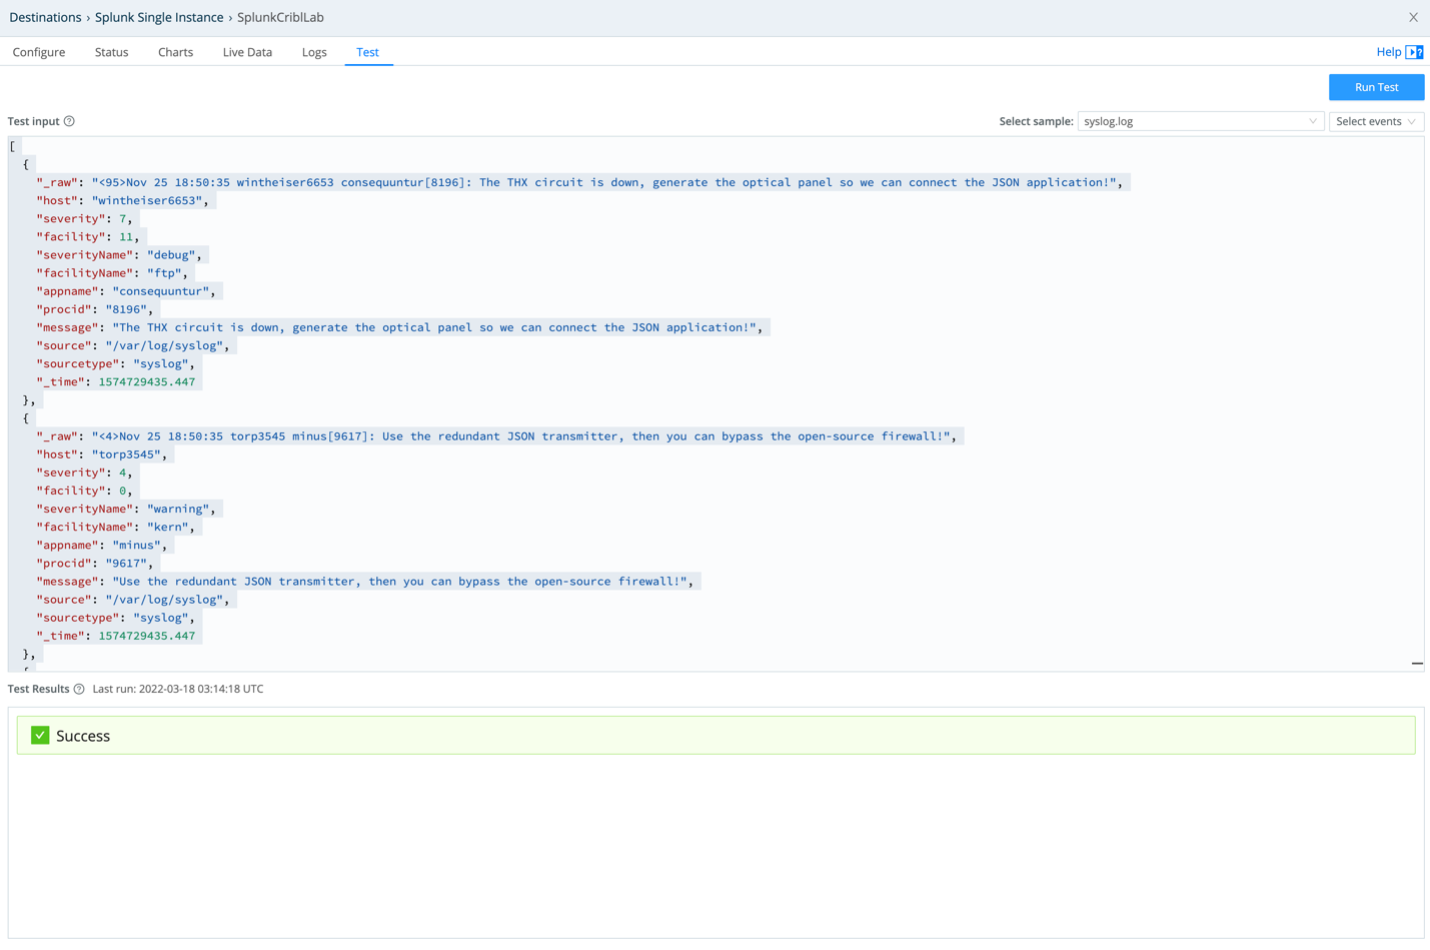 Destinations › Splunk Single Instance › SplunkCriblLab
Configure Status Charts Live Data Logs Test Help
Run Test
Test input Select sample: syslog.log Select events
[
{
"_raw": "<95>Nov 25 18:50:35 wintheiser6653 consequuntur[8196]: The THX circuit is down, generate the optical panel so we can connect the JSON application!",
"host": "wintheiser6653",
"severity": 7,
"facility": 11,
"severityName": "debug",
"facilityName": "ftp",
"appname": "consequuntur",
"procid": "8196",
"message": "The THX circuit is down, generate the optical panel so we can connect the JSON application!",
"source": "/var/log/syslog",
"sourcetype": "syslog",
"_time": 1574729435.447
},
{
"_raw": "<4>Nov 25 18:50:35 torp3545 minus[9617]: Use the redundant JSON transmitter, then you can bypass the open-source firewall!",
"host": "torp3545",
"severity": 4,
"facility": 0,
"severityName": "warning",
"facilityName": "kern",
"appname": "minus",
"procid": "9617",
"message": "Use the redundant JSON transmitter, then you can bypass the open-source firewall!",
"source": "/var/log/syslog",
"sourcetype": "syslog",
"_time": 1574729435.447
},
{
Test Results Last run: 2022-03-18 03:14:18 UTC
Success